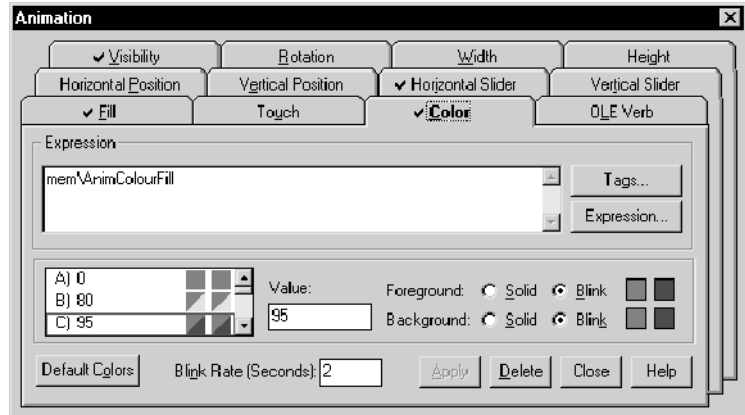 Animation
Visibility Rotation Width Height
Horizontal Position Vertical Position Horizontal Slider Vertical Slider
Fill Touch Color OLE Verb
Expression
mem\AnimColourFill
Tags...
Expression...
A) 0
B) 80
C) 95
Value:
95
Foreground: Solid Blink
Background: Solid Blink
Default Colors Blink Rate (Seconds): 2 Apply Delete Close Help